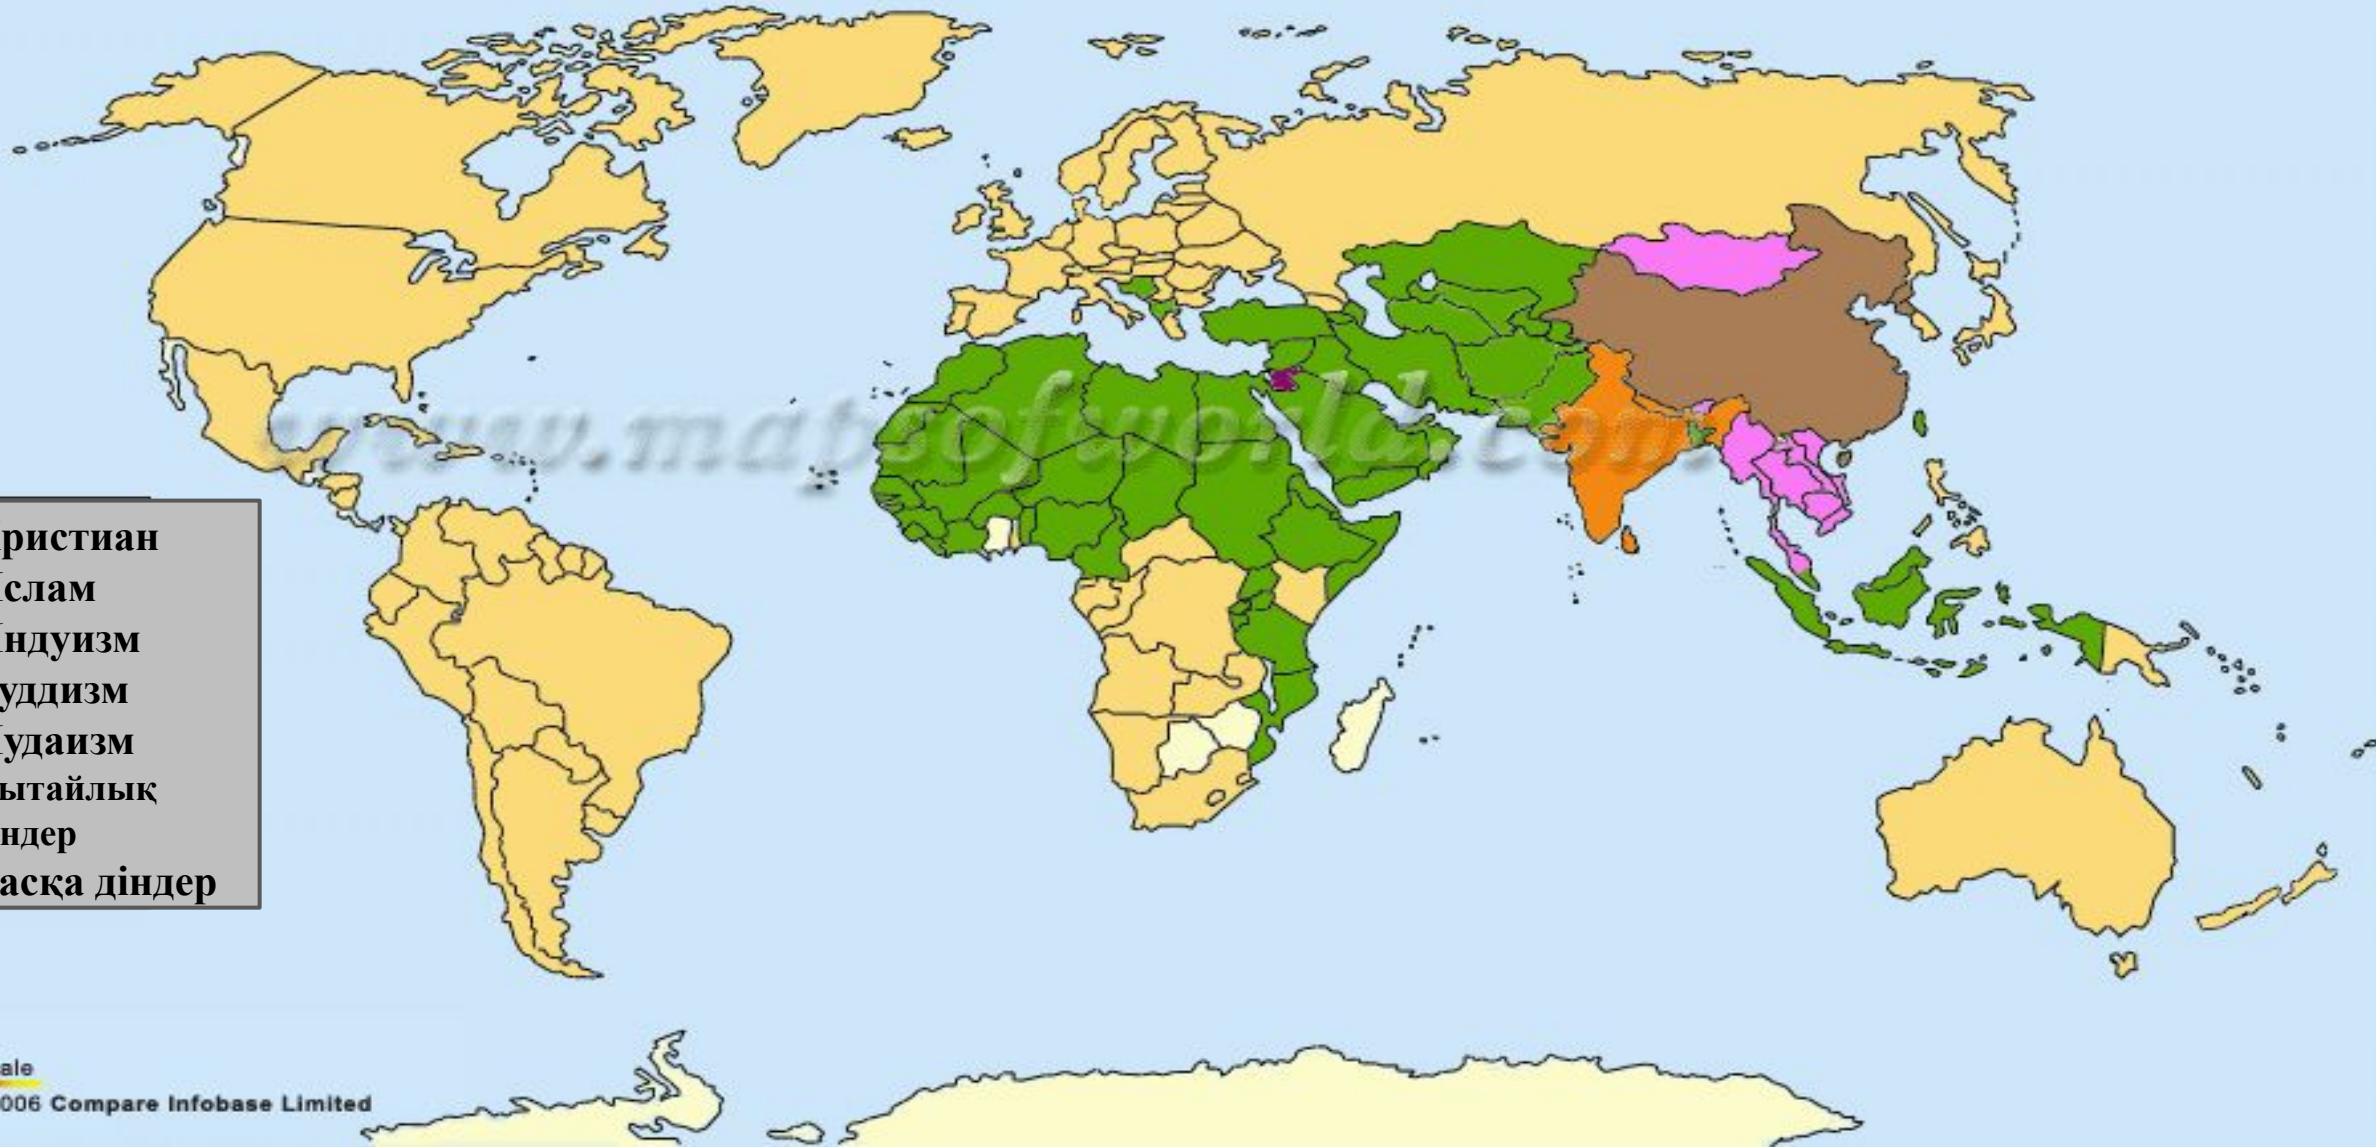 www.mapsofworld.com
ристиан
слам
ндуизм
уддизм
удаизм
ытайлық
ндер
асқа діндер
ale
006 Compare Infobase Limited